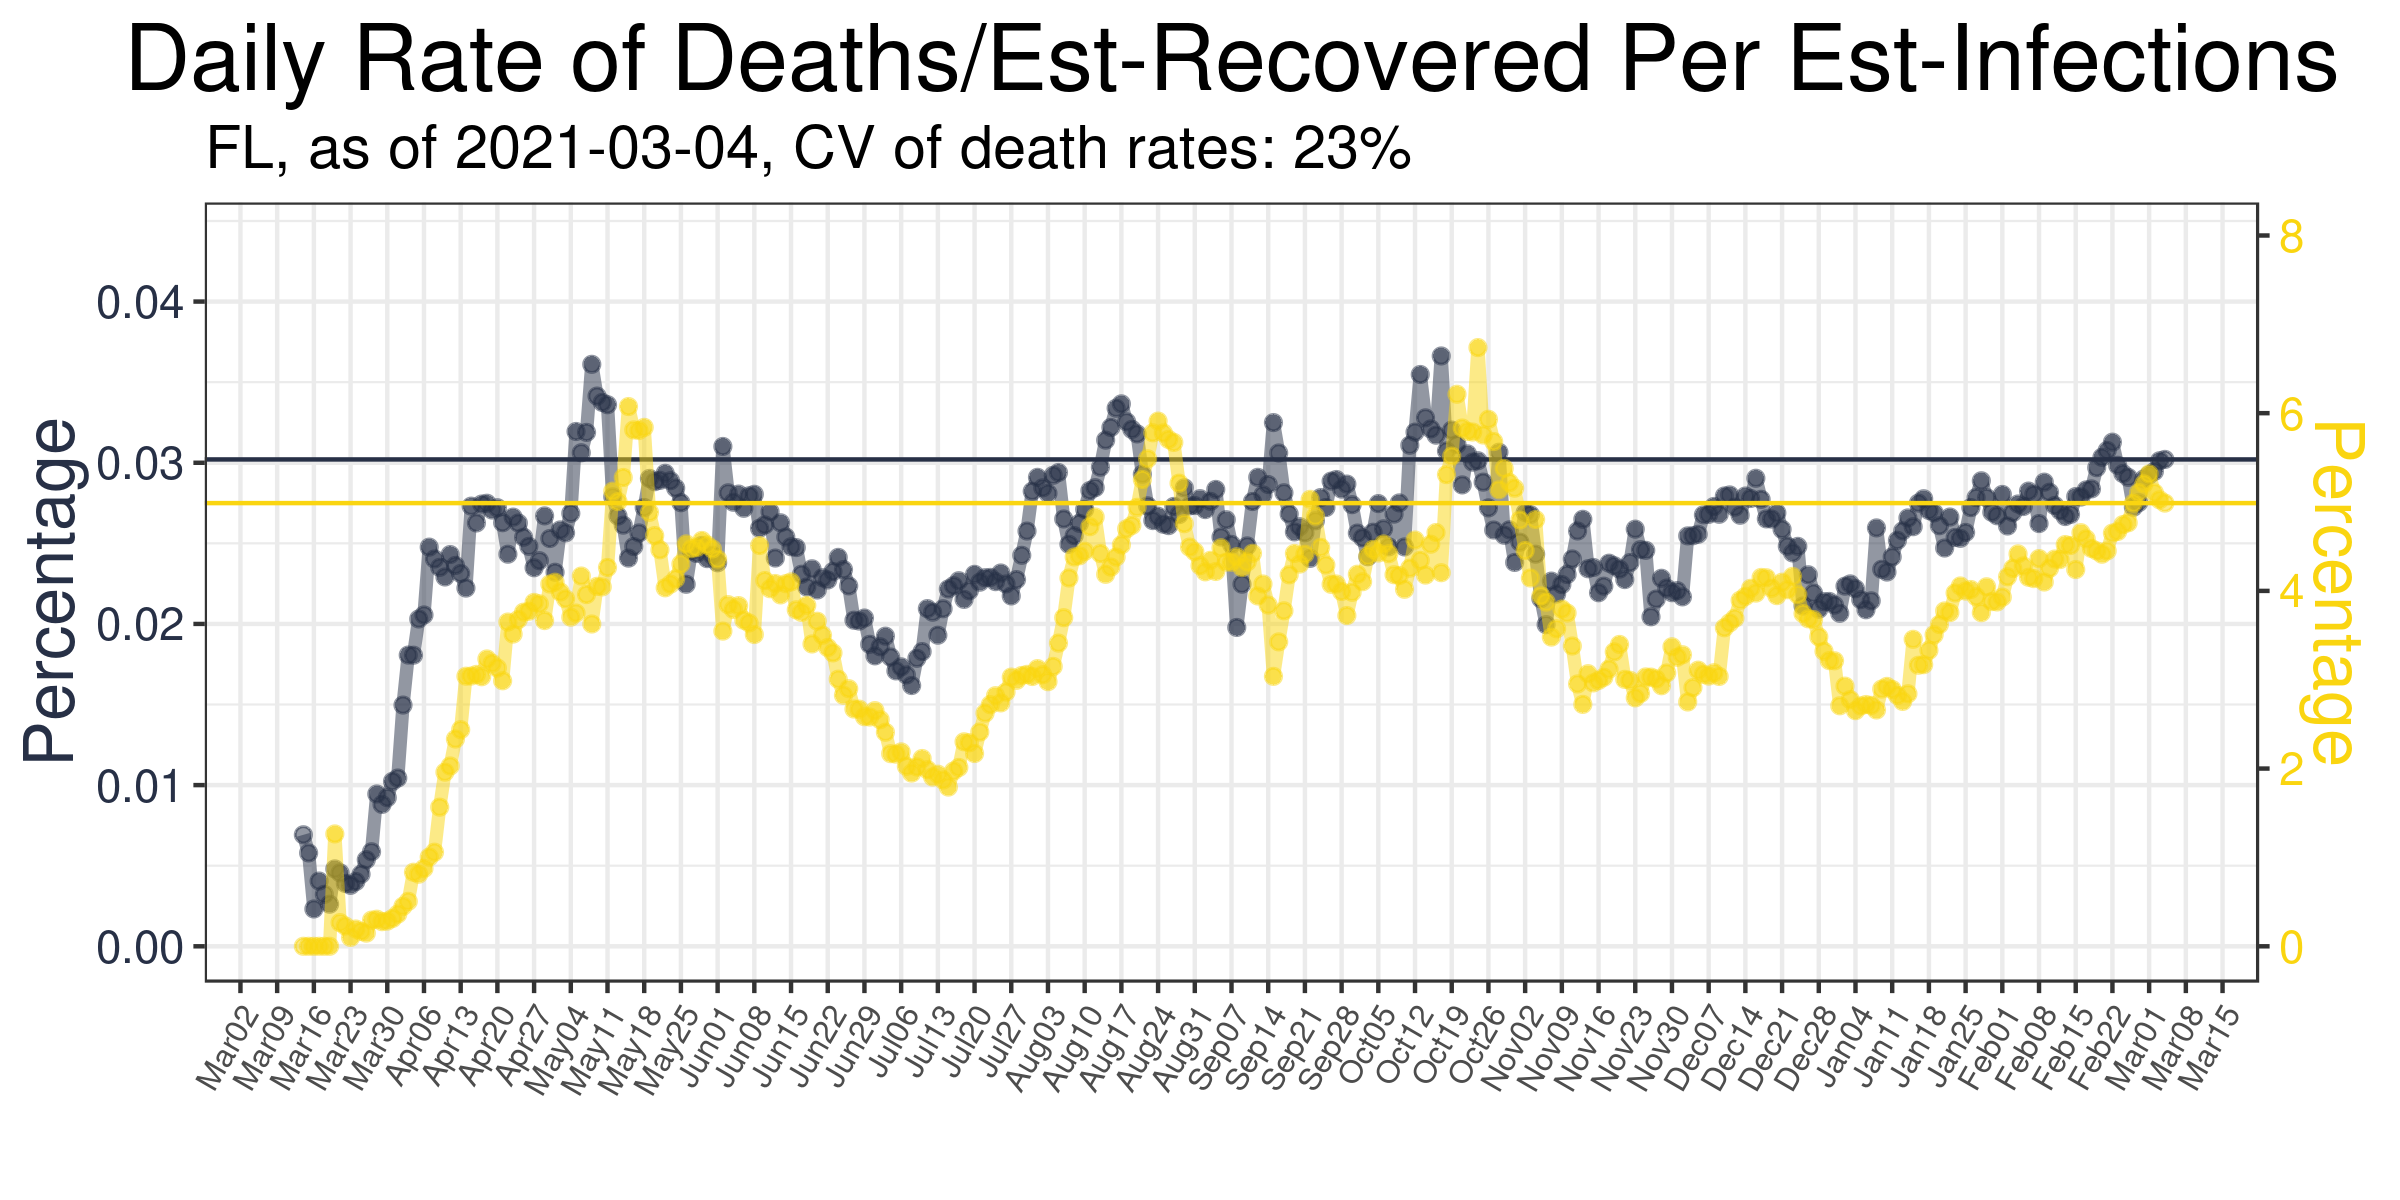 Daily Rate of Deaths/Est-Recovered Per Est-Infections
FL, as of 2021-03-04, CV of death rates: 23%
Percentage
0.04
0.03
0.02
0.01
0.00
8
6
4
2
0
Percentage
Mar02 Mar09 Mar16 Mar23 Mar30 Apr06 Apr13 Apr20 Apr27 May04 May11 May18 May25 Jun01 Jun08 Jun15 Jun22 Jun29 Jul06 Jul13 Jul20 Jul27 Aug03 Aug10 Aug17 Aug24 Aug31 Sep07 Sep14 Sep21 Sep28 Oct05 Oct12 Oct19 Oct26 Nov02 Nov09 Nov16 Nov23 Nov30 Dec07 Dec14 Dec21 Dec28 Jan04 Jan11 Jan18 Jan25 Feb01 Feb08 Feb15 Feb22 Mar01 Mar08 Mar15